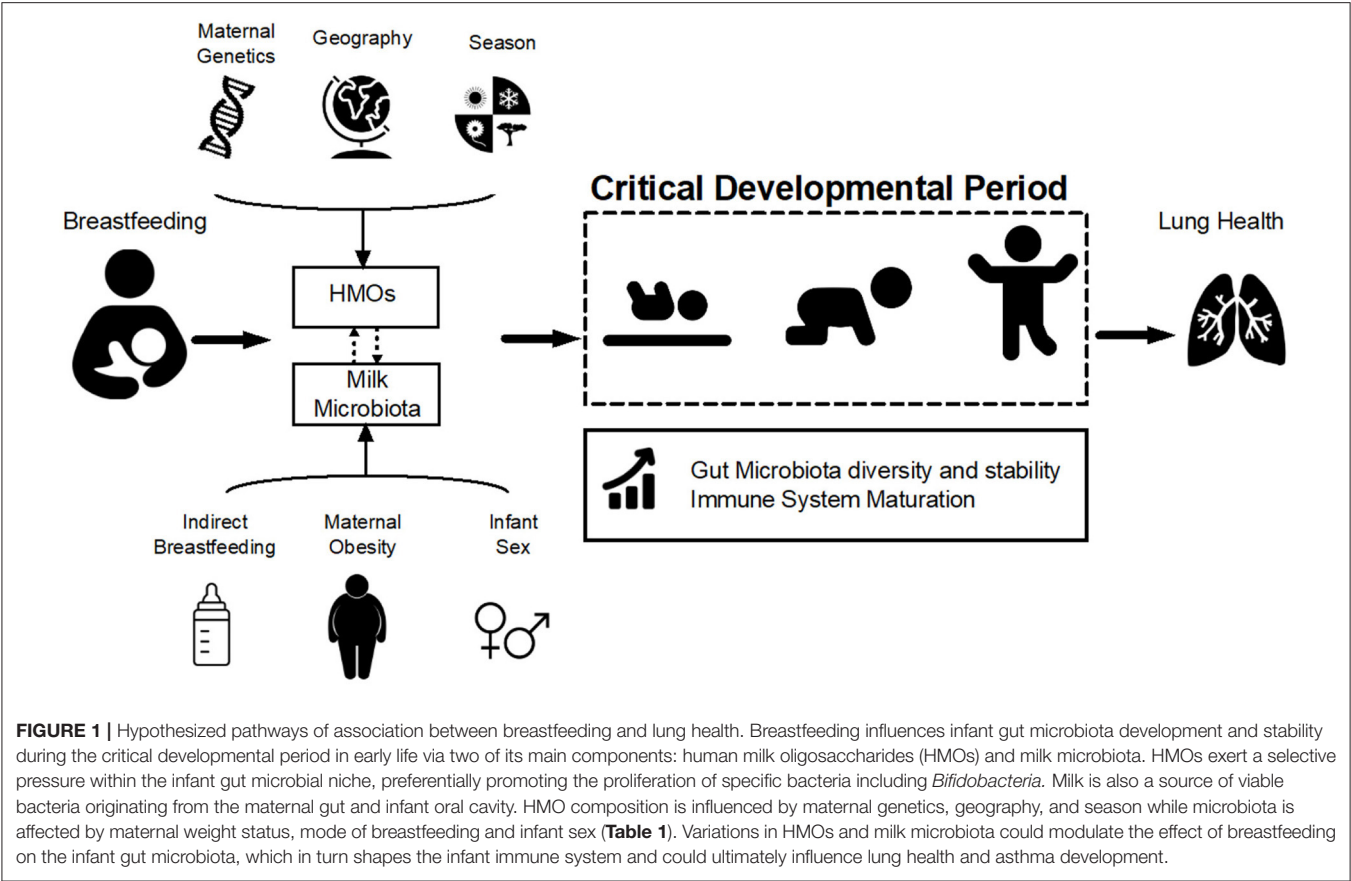 Maternal
Genetics
Geography
Season
Breastfeeding
HMOs
Milk
Microbiota
Indirect
Breastfeeding
Maternal
Obesity
Infant
Sex
Critical Developmental Period
Gut Microbiota diversity and stability
Immune System Maturation
Lung Health
FIGURE 1 | Hypothesized pathways of association between breastfeeding and lung health. Breastfeeding influences infant gut microbiota development and stability
during the critical developmental period in early life via two of its main components: human milk oligosaccharides (HMOs) and milk microbiota. HMOs exert a selective
pressure within the infant gut microbial niche, preferentially promoting the proliferation of specific bacteria including Bifidobacteria. Milk is also a source of viable
bacteria originating from the maternal gut and infant oral cavity. HMO composition is influenced by maternal genetics, geography, and season while microbiota is
affected by maternal weight status, mode of breastfeeding and infant sex (Table 1). Variations in HMOs and milk microbiota could modulate the effect of breastfeeding
on the infant gut microbiota, which in turn shapes the infant immune system and could ultimately influence lung health and asthma development.